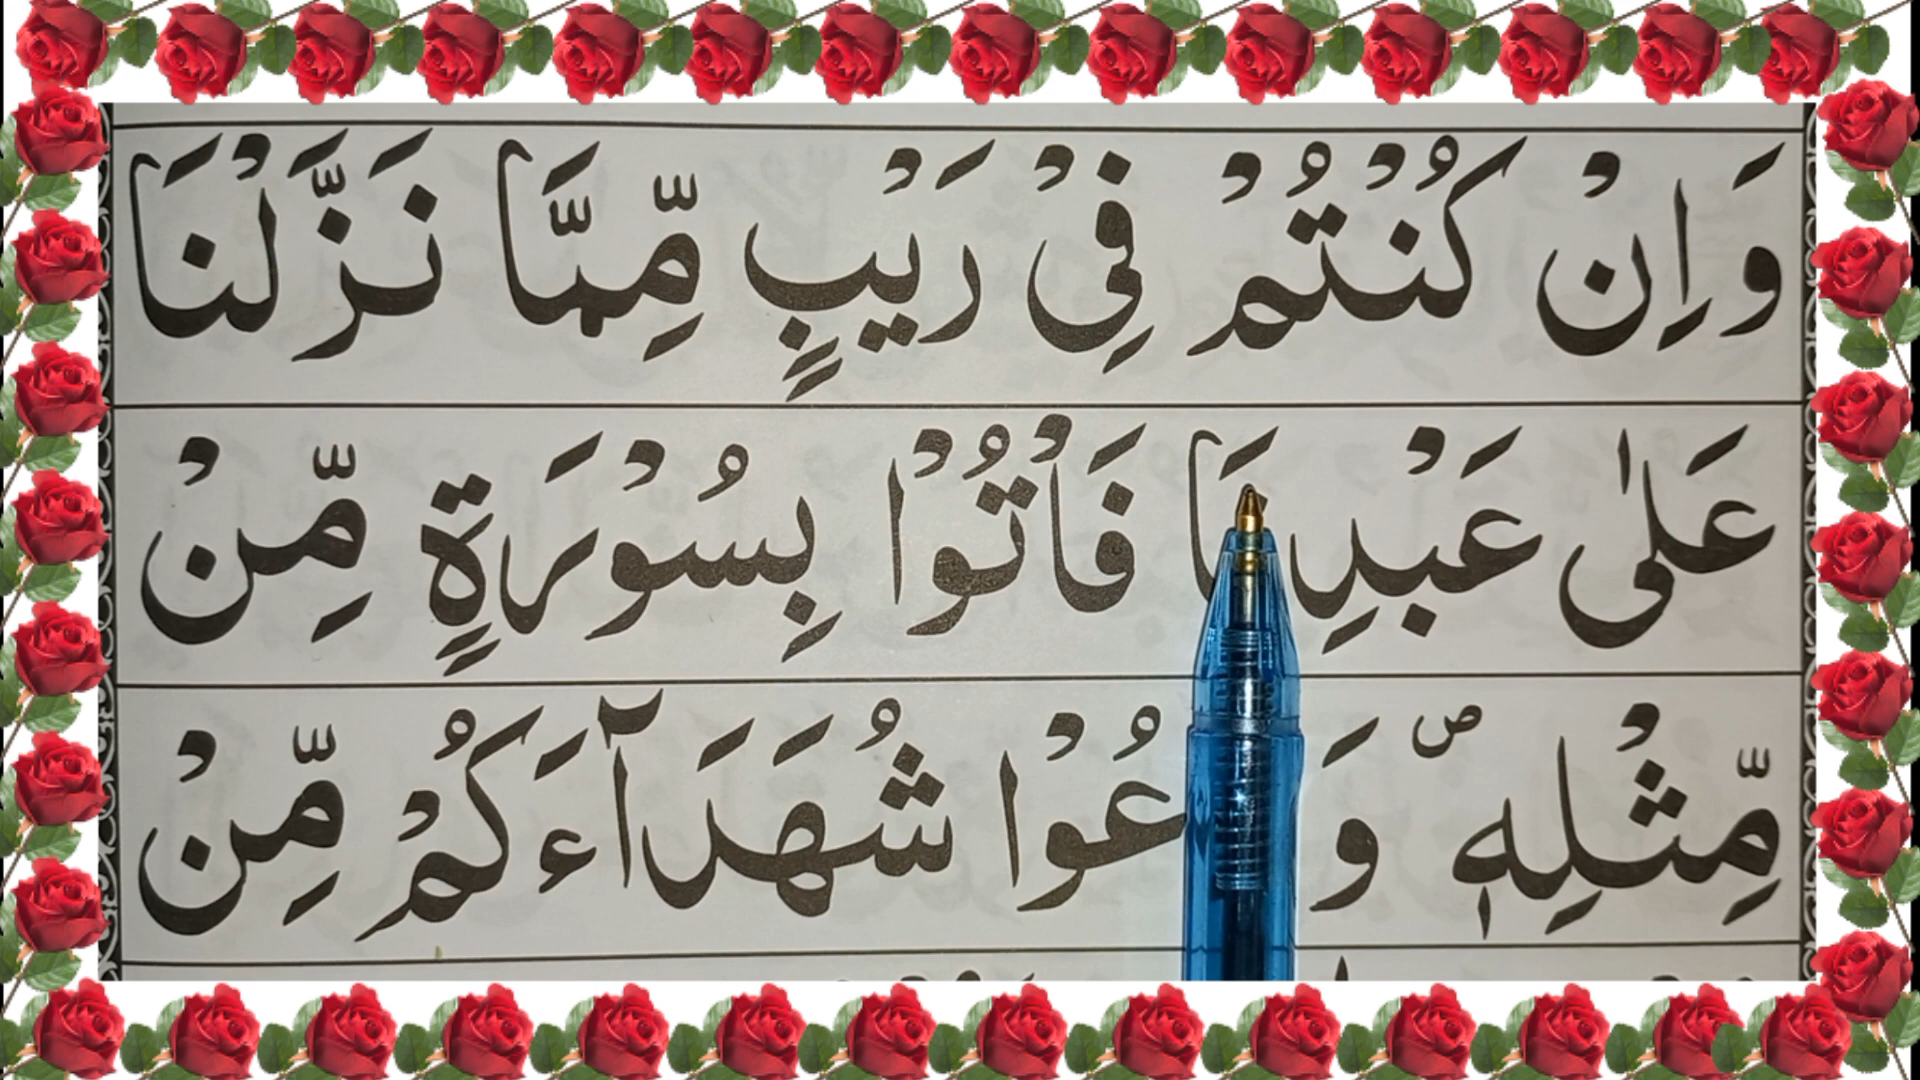 وَاِنْ كُنْتُمْ فِيْ رَيْبٍ مِّمَّا نَزَّلْنَا
عَلٰى عَبْدِنَا فَاْتُوْا بِسُوْرَةٍ مِّنْ
مِّثْلِهٖ ۪ شُهَدَآءَكُمْ مِّنْ